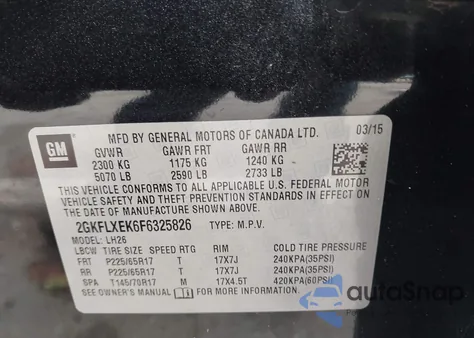 GM
MFD BY GENERAL MOTORS OF CANADA LTD. 03/15
GVWR GAWR FRT GAWR RR
2300 KG 1175 KG 1240 KG
5070 LB 2590 LB 2733 LB
THIS VEHICLE CONFORMS TO ALL APPLICABLE U.S. FEDERAL MOTOR
VEHICLE SAFETY AND THEFT PREVENTION STANDARDS IN EFFECT ON
THE DATE OF MANUFACTURE SHOWN ABOVE.
2GKFLXEK6F6325826 TYPE: M.P.V.
MODEL: LH26
LBCW TIRE SIZE SPEED RTG RIM COLD TIRE PRESSURE
FRT P225/65R17 T 17X7J 240KPA(35PSI)
RR P225/65R17 T 17X7J 240KPA(35PSI)
SPA T145/70R17 M 17X4.5T 420KPA(60PSI)
SEE OWNER'S MANUAL FOR ADDITIONAL INFORMATION.
autoSnap